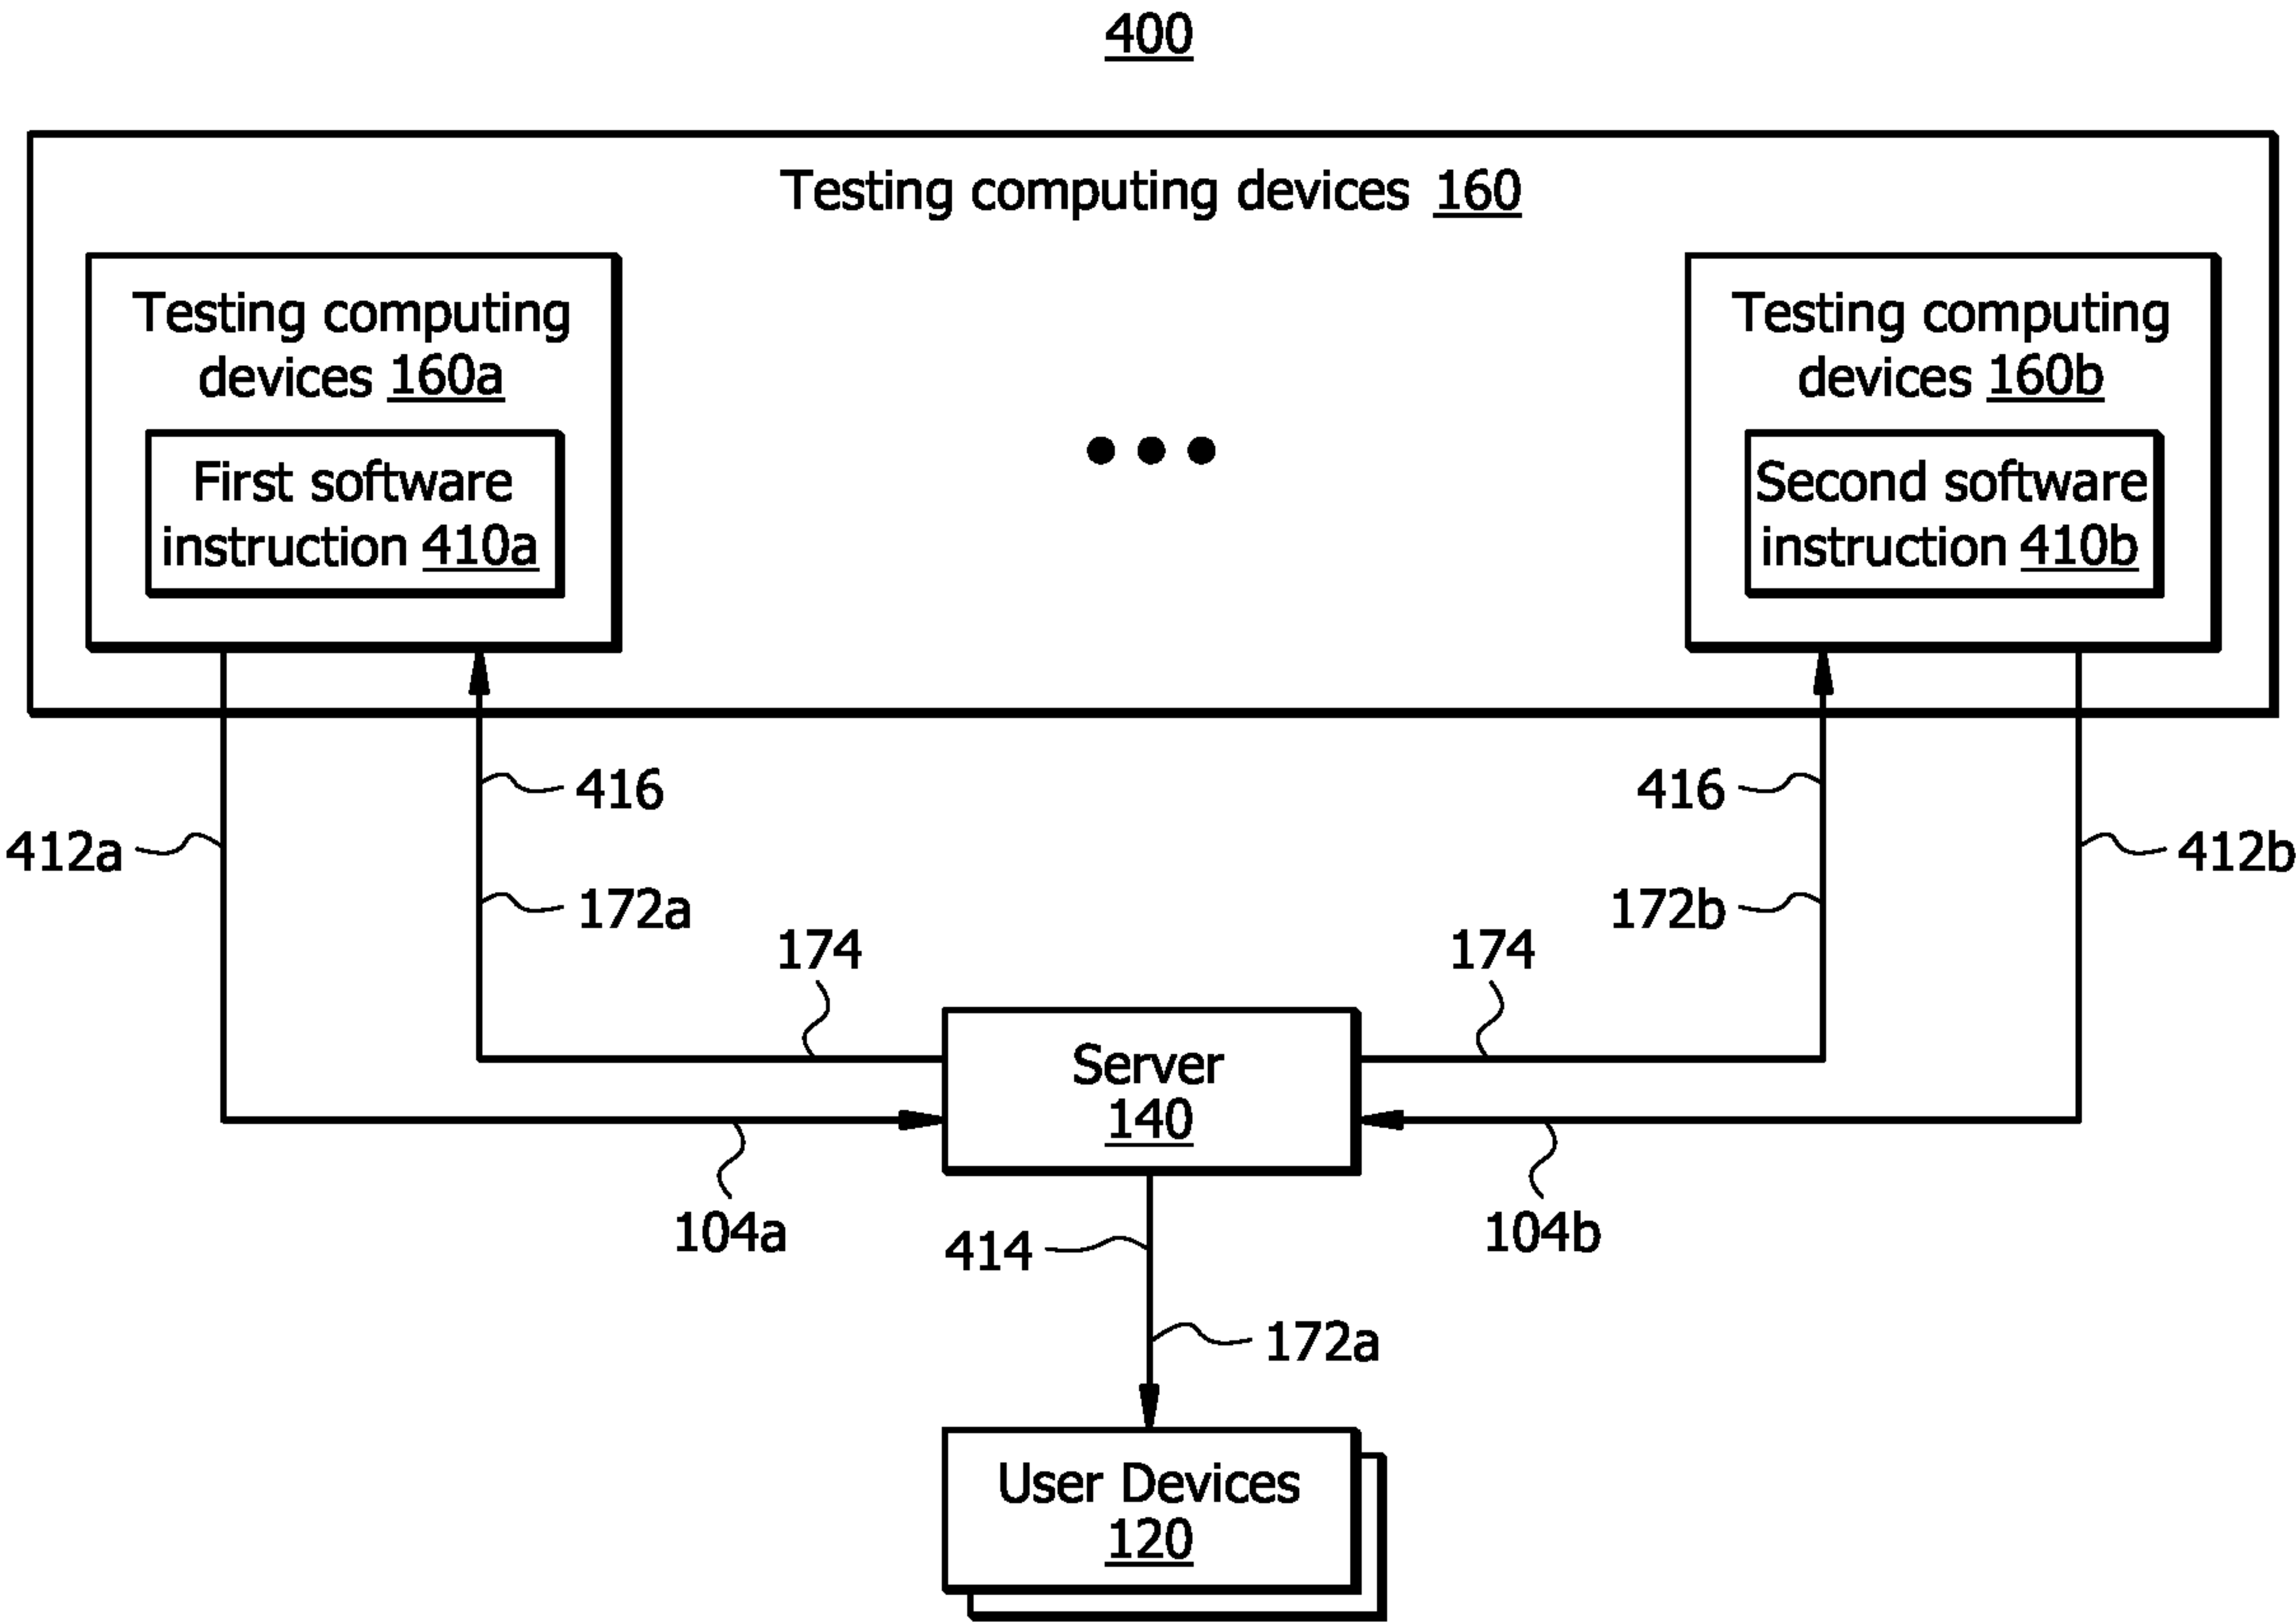 400
Testing computing devices 160
Testing computing
devices 160a
First software
instruction 410a
Testing computing
devices 160b
Second software
instruction 410b
416
416
412a
412b
172a
172b
174
174
Server
140
104a
104b
414
172a
User Devices
120